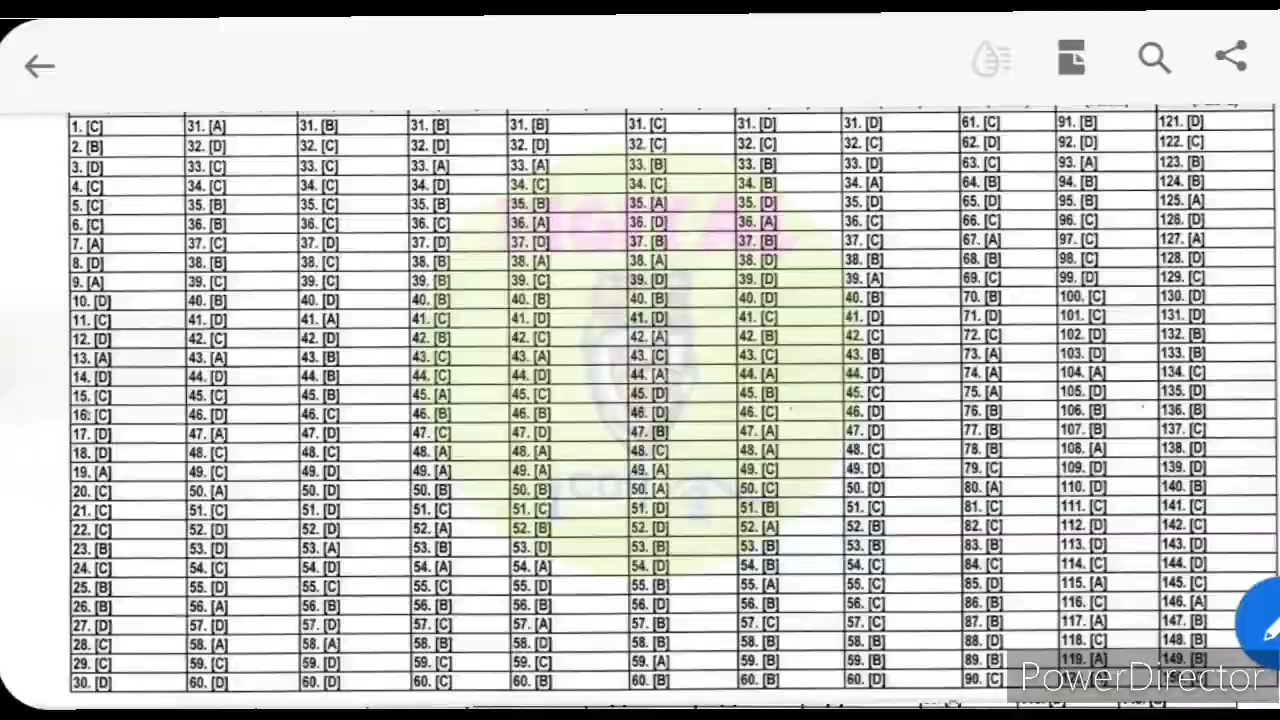 1. [C] 31. [A] 31. [B] 31. [B] 31. [B] 31. [C] 31. [D] 31. [D] 61. [C] 91. [B] 121. [D]
2. [B] 32. [D] 32. [C] 32. [D] 32. [D] 32. [C] 32. [C] 32. [C] 62. [D] 92. [D] 122. [C]
3. [D] 33. [C] 33. [C] 33. [A] 33. [A] 33. [B] 33. [B] 33. [D] 63. [C] 93. [A] 123. [B]
4. [C] 34. [C] 34. [C] 34. [D] 34. [C] 34. [C] 34. [B] 34. [A] 64. [B] 94. [B] 124. [B]
5. [C] 35. [B] 35. [C] 35. [B] 35. [B] 35. [A] 35. [D] 35. [D] 65. [D] 95. [B] 125. [A]
6. [C] 36. [B] 36. [C] 36. [C] 36. [A] 36. [D] 36. [A] 36. [C] 66. [C] 96. [C] 126. [D]
7. [A] 37. [C] 37. [D] 37. [D] 37. [D] 37. [B] 37. [B] 37. [C] 67. [A] 97. [C] 127. [A]
8. [D] 38. [B] 38. [C] 38. [B] 38. [A] 38. [A] 38. [D] 38. [B] 68. [B] 98. [C] 128. [D]
9. [A] 39. [C] 39. [C] 39. [B] 39. [C] 39. [D] 39. [D] 39. [A] 69. [C] 99. [D] 129. [C]
10. [D] 40. [B] 40. [D] 40. [B] 40. [B] 40. [B] 40. [D] 40. [B] 70. [B] 100. [C] 130. [D]
11. [C] 41. [D] 41. [A] 41. [C] 41. [D] 41. [D] 41. [C] 41. [D] 71. [D] 101. [C] 131. [D]
12. [D] 42. [C] 42. [D] 42. [B] 42. [C] 42. [A] 42. [B] 42. [C] 72. [C] 102. [D] 132. [B]
13. [A] 43. [A] 43. [B] 43. [C] 43. [A] 43. [C] 43. [C] 43. [B] 73. [A] 103. [D] 133. [B]
14. [D] 44. [D] 44. [B] 44. [C] 44. [D] 44. [A] 44. [A] 44. [D] 74. [A] 104. [A] 134. [C]
15. [C] 45. [C] 45. [B] 45. [A] 45. [C] 45. [D] 45. [B] 45. [C] 75. [A] 105. [D] 135. [D]
16. [C] 46. [D] 46. [C] 46. [B] 46. [B] 46. [D] 46. [C] 46. [D] 76. [B] 106. [B] 136. [B]
17. [D] 47. [A] 47. [D] 47. [C] 47. [D] 47. [B] 47. [A] 47. [D] 77. [B] 107. [B] 137. [C]
18. [D] 48. [C] 48. [C] 48. [A] 48. [A] 48. [C] 48. [A] 48. [C] 78. [B] 108. [A] 138. [D]
19. [A] 49. [C] 49. [D] 49. [A] 49. [A] 49. [A] 49. [C] 49. [D] 79. [C] 109. [D] 139. [D]
20. [C] 50. [A] 50. [D] 50. [B] 50. [B] 50. [A] 50. [C] 50. [D] 80. [A] 110. [D] 140. [B]
21. [C] 51. [C] 51. [D] 51. [C] 51. [C] 51. [D] 51. [B] 51. [C] 81. [C] 111. [C] 141. [C]
22. [C] 52. [D] 52. [D] 52. [A] 52. [B] 52. [D] 52. [A] 52. [B] 82. [C] 112. [D] 142. [C]
23. [B] 53. [D] 53. [A] 53. [B] 53. [D] 53. [B] 53. [B] 53. [B] 83. [B] 113. [D] 143. [D]
24. [C] 54. [C] 54. [D] 54. [A] 54. [A] 54. [D] 54. [B] 54. [C] 84. [C] 114. [C] 144. [D]
25. [B] 55. [D] 55. [C] 55. [C] 55. [D] 55. [B] 55. [A] 55. [C] 85. [D] 115. [A] 145. [C]
26. [B] 56. [A] 56. [B] 56. [B] 56. [B] 56. [D] 56. [B] 56. [C] 86. [B] 116. [C] 146. [A]
27. [D] 57. [D] 57. [D] 57. [C] 57. [A] 57. [B] 57. [C] 57. [C] 87. [B] 117. [A] 147. [B]
28. [C] 58. [A] 58. [A] 58. [B] 58. [D] 58. [B] 58. [B] 58. [B] 88. [D] 118. [C] 148. [B]
29. [C] 59. [C] 59. [D] 59. [C] 59. [C] 59. [A] 59. [B] 59. [B] 89. [B] 119. [A] 149. [B]
30. [D] 60. [D] 60. [D] 60. [C] 60. [B] 60. [B] 60. [B] 60. [D] 90. [C]
PowerDirector